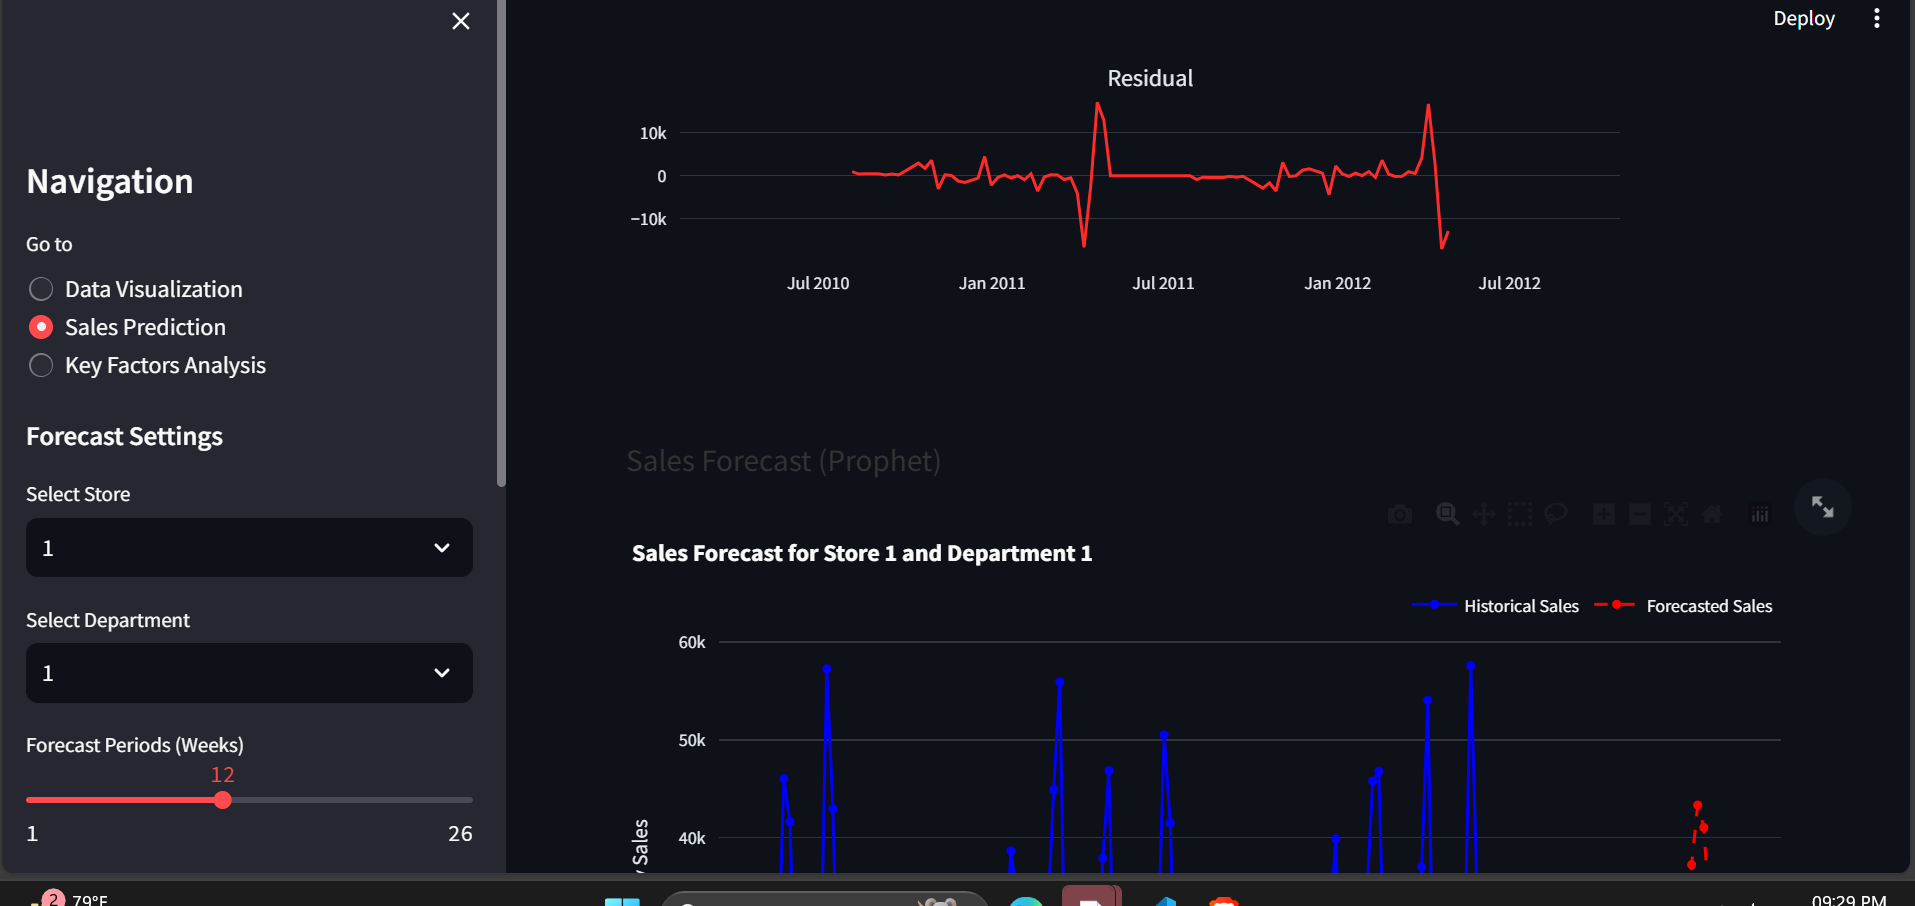 Deploy
Navigation
Go to
Data Visualization
Sales Prediction
Key Factors Analysis
Forecast Settings
Select Store
1
Select Department
1
Forecast Periods (Weeks)
12
1
26
Residual
10k
0
−10k
Jul 2010
Jan 2011
Jul 2011
Jan 2012
Jul 2012
Sales Forecast (Prophet)
Sales Forecast for Store 1 and Department 1
Historical Sales
Forecasted Sales
60k
50k
40k
Sales
2
79°F
09:29 PM